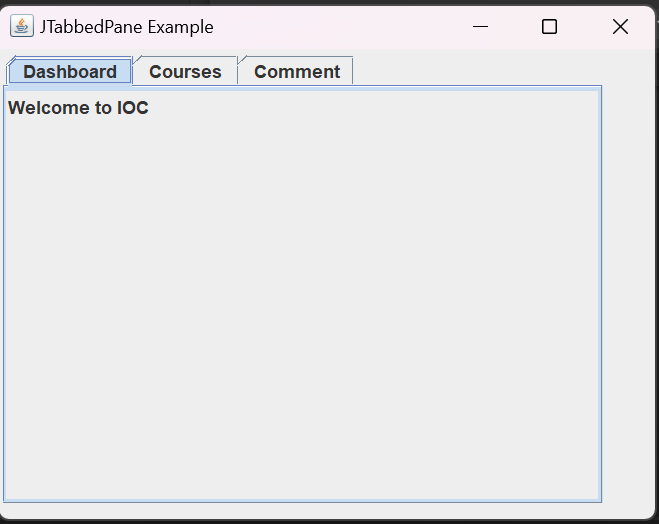 JTabbedPane Example
Dashboard Courses Comment
Welcome to IOC